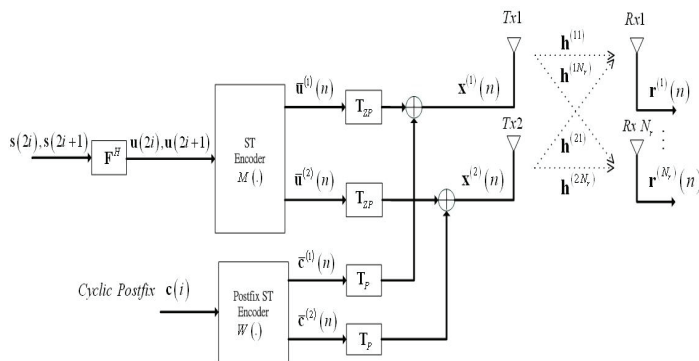 Tx1
Rx1
h^(11)
h^(1N_r)
ū^(1)(n)
T_ZP
x^(1)(n)
r^(1)(n)
s(2i),s(2i+1)
F^H
u(2i),u(2i+1)
ST
Encoder
M(.)
Tx2
Rx N_r
h^(21)
h^(2N_r)
ū^(2)(n)
T_ZP
x^(2)(n)
r^(N_r)(n)
c̄^(1)(n)
T_P
Cyclic Postfix c(i)
Postfix ST
Encoder
W(.)
c̄^(2)(n)
T_P